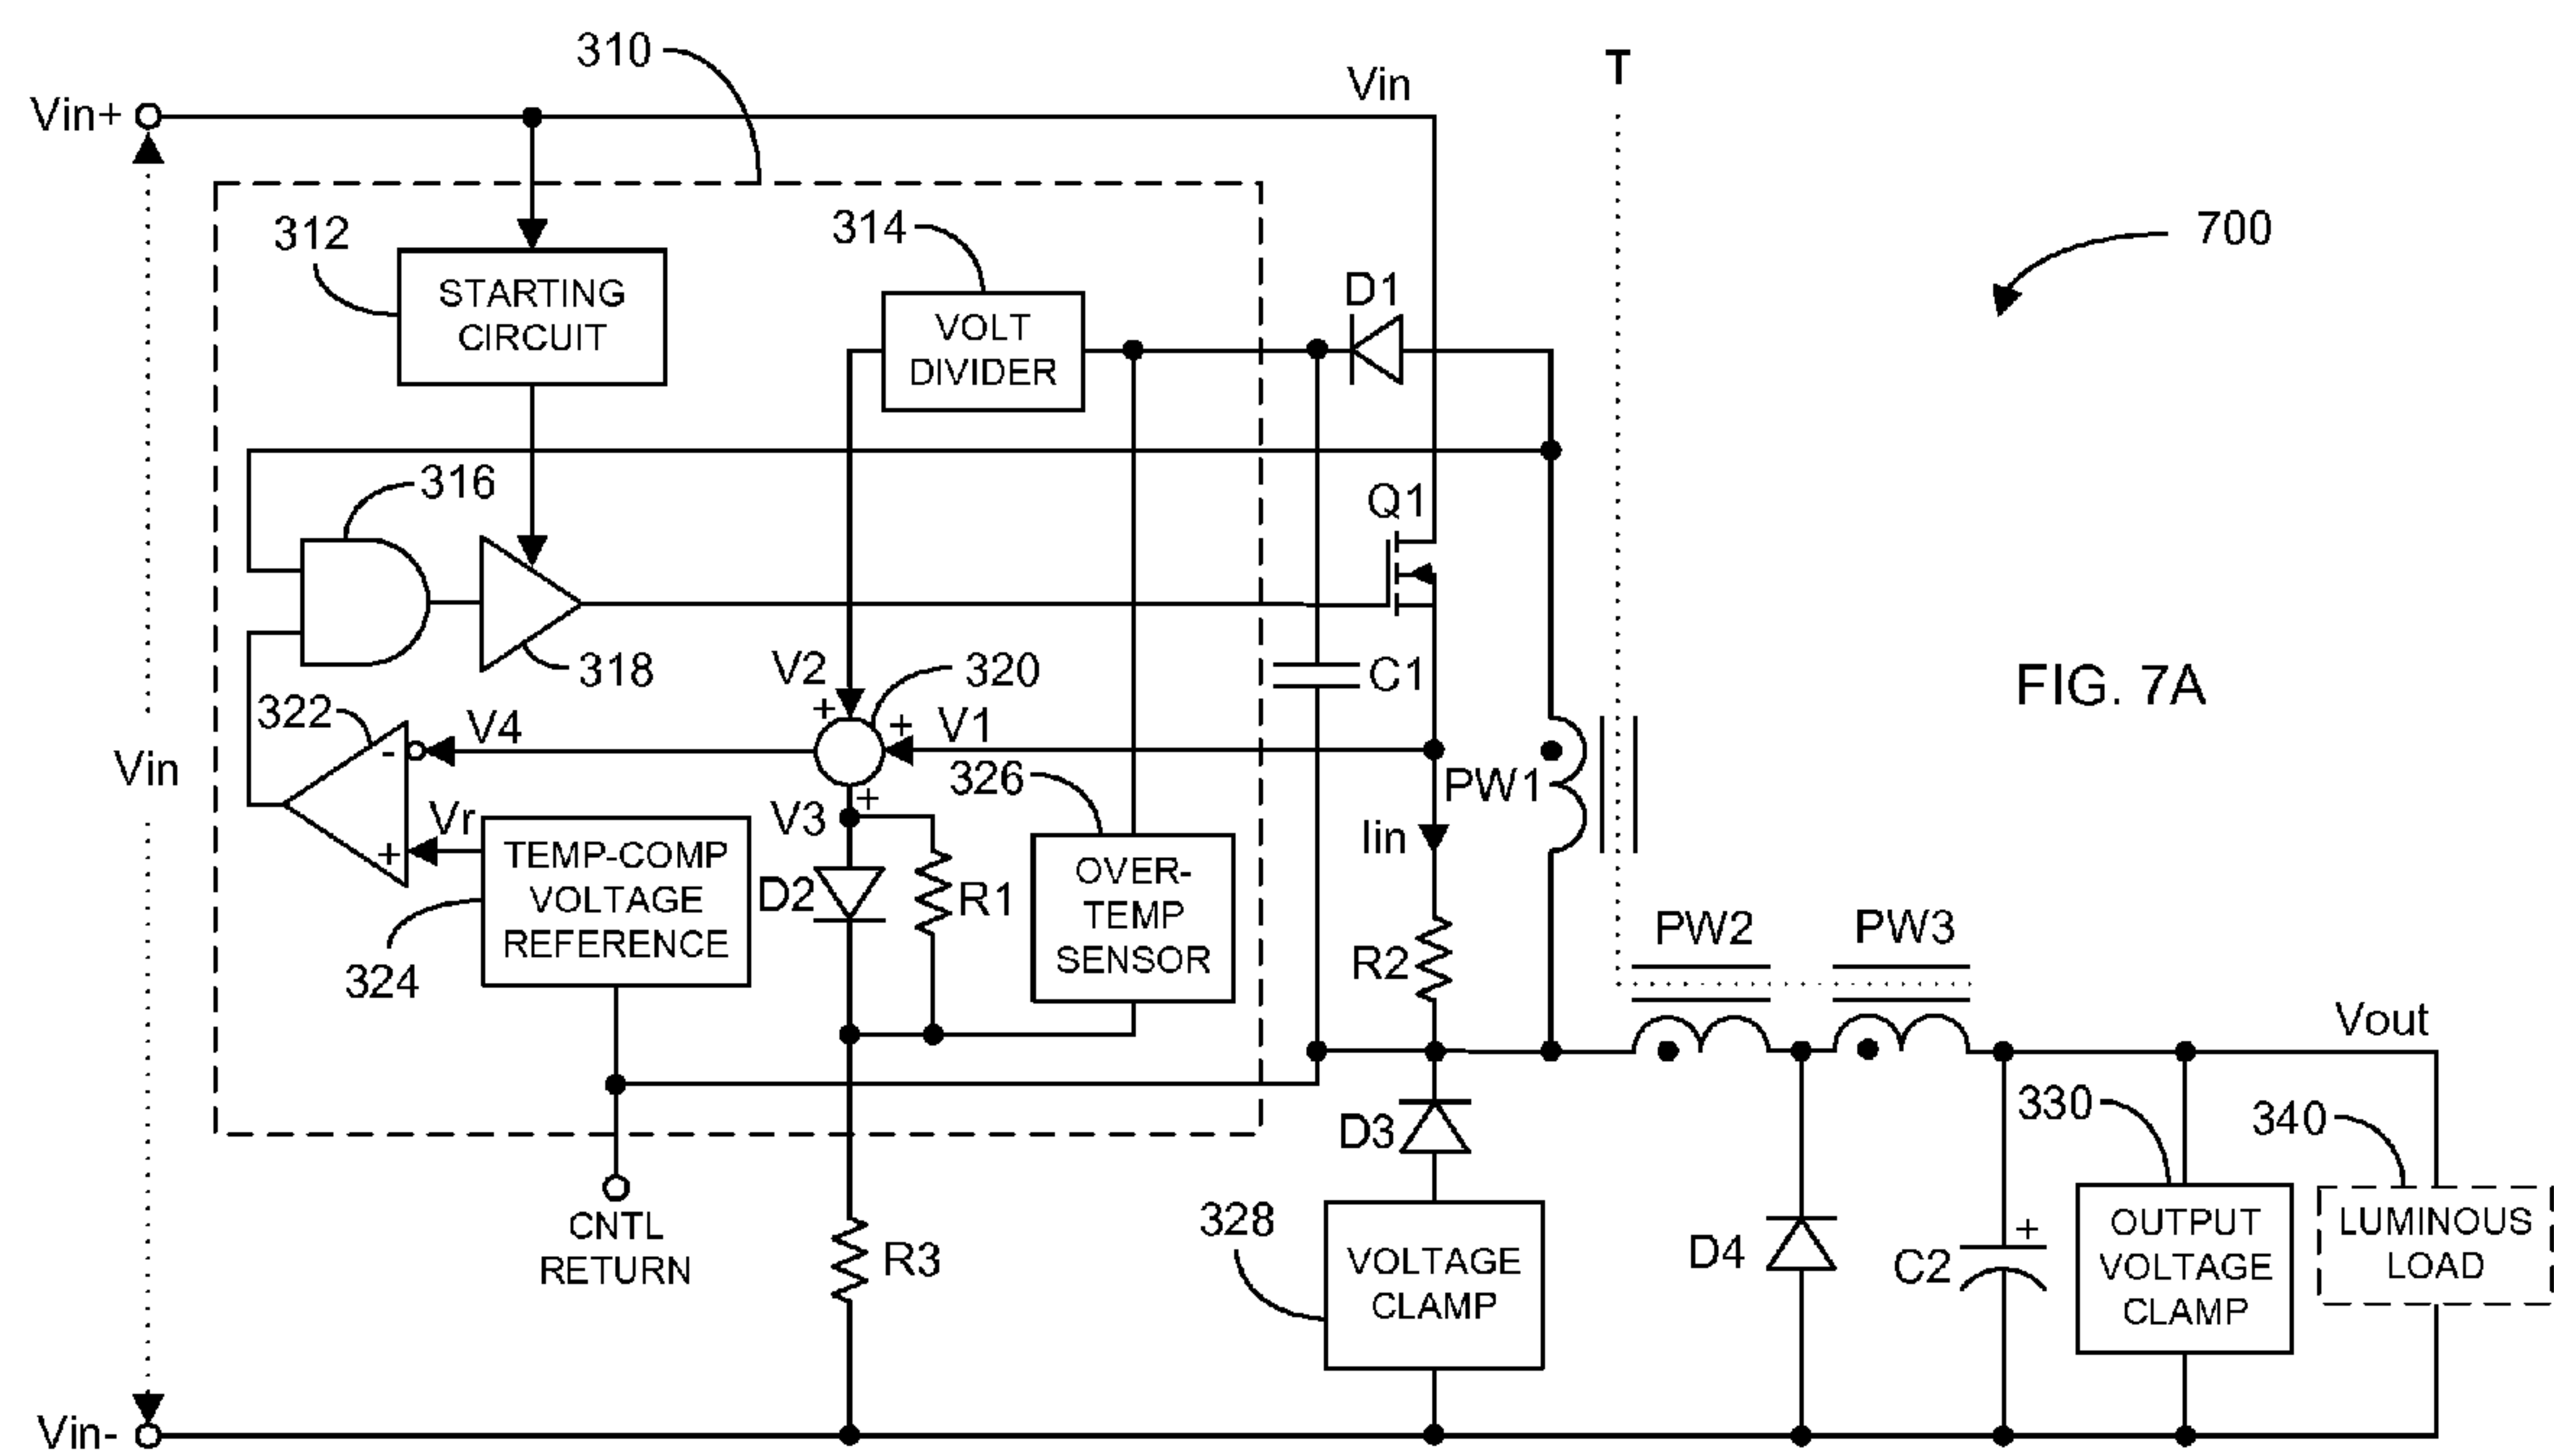 310
Vin
T
Vin+
312
314
700
STARTING
CIRCUIT
VOLT
DIVIDER
D1
316
Q1
318
V2
+
320
C1
FIG. 7A
322
V4
+
V1
-
326
PW1
Vin
Vr
V3
+
Iin
+
TEMP-COMP
VOLTAGE
REFERENCE
D2
R1
OVER-
TEMP
SENSOR
324
R2
PW2
PW3
Vout
330
340
D3
CNTL
RETURN
R3
328
VOLTAGE
CLAMP
D4
C2
+
OUTPUT
VOLTAGE
CLAMP
LUMINOUS
LOAD
Vin-